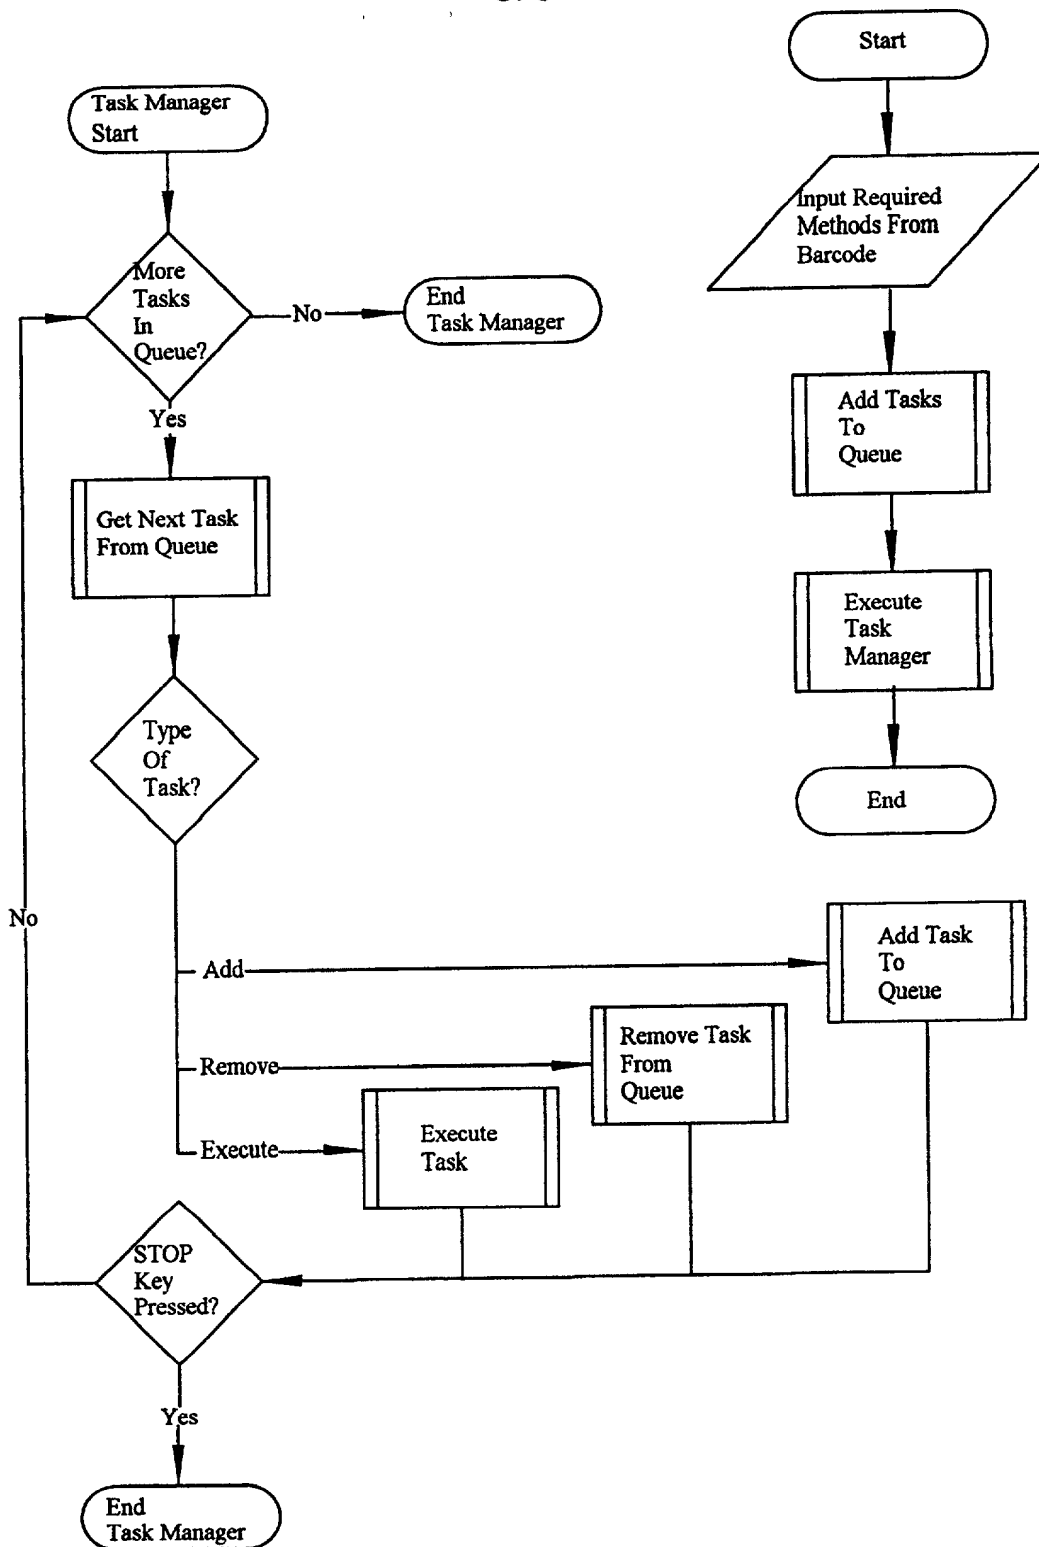 Task Manager
Start
More
Tasks
In
Queue?
No
End
Task Manager
Yes
Get Next Task
From Queue
Type
Of
Task?
No
Add
Add Task
To
Queue
Remove
Remove Task
From
Queue
Execute
Execute
Task
STOP
Key
Pressed?
Yes
End
Task Manager
Start
Input Required
Methods From
Barcode
Add Tasks
To
Queue
Execute
Task
Manager
End